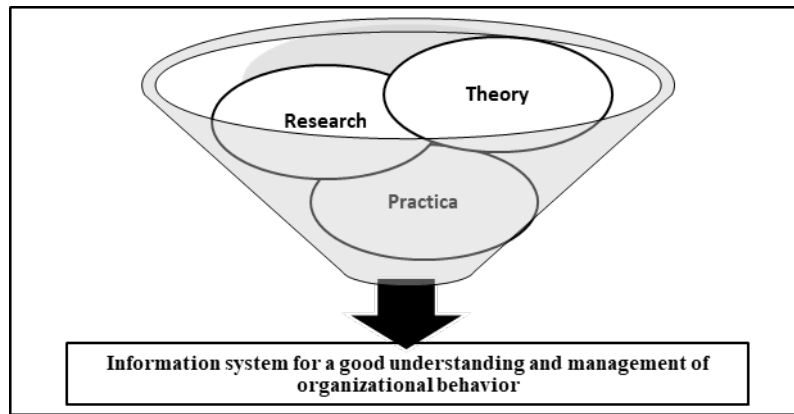 Theory
Research
Practica
Information system for a good understanding and management of
organizational behavior